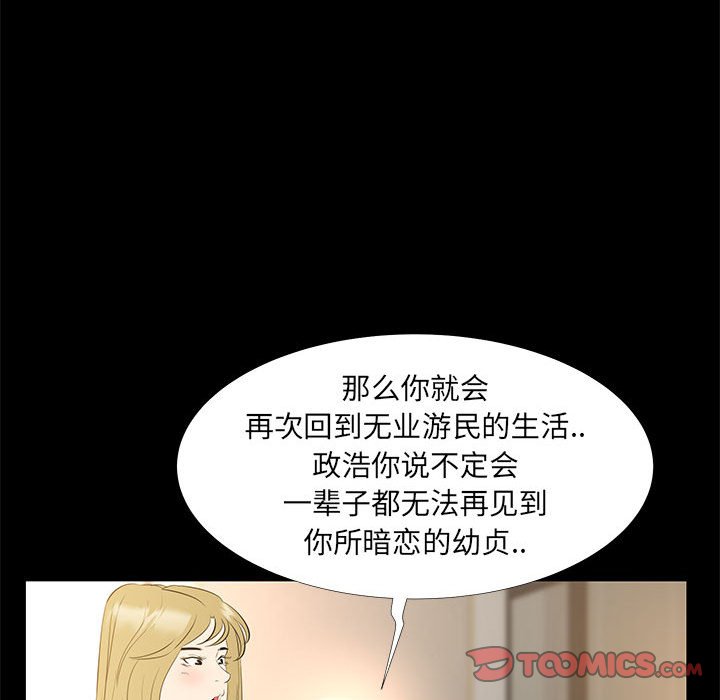 那么你就会
再次回到无业游民的生活..
政浩你说不定会
一辈子都无法再见到
你所暗恋的幼贞..
TOOMICS.COM